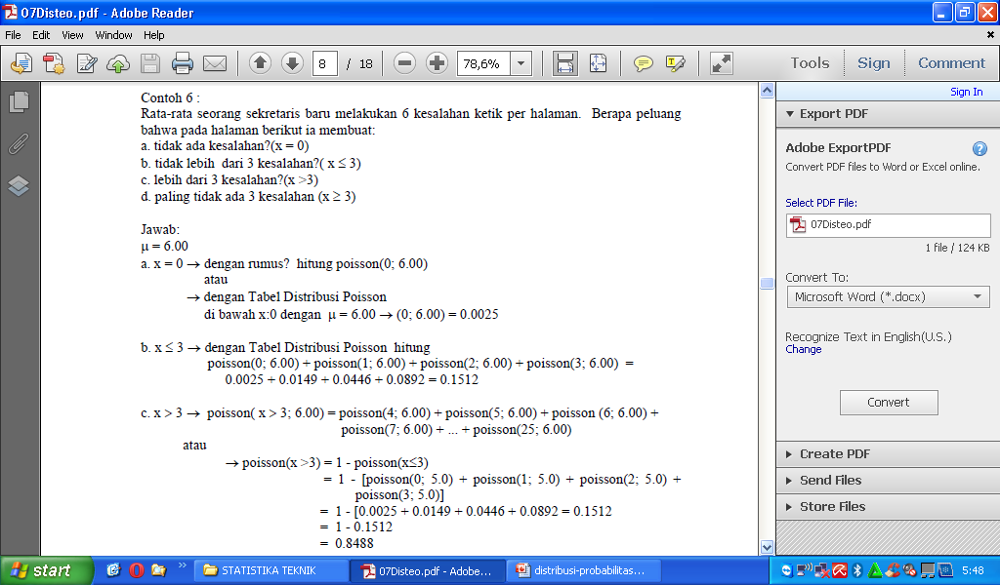 07Disteo.pdf - Adobe Reader
File Edit View Window Help
8 / 18 78,6% Tools Sign Comment
Sign In
Contoh 6 :
Rata-rata seorang sekretaris baru melakukan 6 kesalahan ketik per halaman. Berapa peluang
bahwa pada halaman berikut ia membuat:
a. tidak ada kesalahan?(x = 0)
b. tidak lebih dari 3 kesalahan?( x ≤ 3)
c. lebih dari 3 kesalahan?(x >3)
d. paling tidak ada 3 kesalahan (x ≥ 3)
Jawab:
μ = 6.00
a. x = 0 → dengan rumus? hitung poisson(0; 6.00)
atau
→ dengan Tabel Distribusi Poisson
di bawah x:0 dengan μ = 6.00 → (0; 6.00) = 0.0025
b. x ≤ 3 → dengan Tabel Distribusi Poisson hitung
poisson(0; 6.00) + poisson(1; 6.00) + poisson(2; 6.00) + poisson(3; 6.00) =
0.0025 + 0.0149 + 0.0446 + 0.0892 = 0.1512
c. x > 3 → poisson( x > 3; 6.00) = poisson(4; 6.00) + poisson(5; 6.00) + poisson (6; 6.00) +
poisson(7; 6.00) + ... + poisson(25; 6.00)
atau
→ poisson(x >3) = 1 - poisson(x≤3)
= 1 - [poisson(0; 5.0) + poisson(1; 5.0) + poisson(2; 5.0) +
poisson(3; 5.0)]
= 1 - [0.0025 + 0.0149 + 0.0446 + 0.0892 = 0.1512
= 1 - 0.1512
= 0.8488
Export PDF
Adobe ExportPDF
Convert PDF files to Word or Excel online.
Select PDF File:
07Disteo.pdf
1 file / 124 KB
Convert To:
Microsoft Word (*.docx)
Recognize Text in English(U.S.)
Change
Convert
Create PDF
Send Files
Store Files
start STATISTIKA TEKNIK 07Disteo.pdf - Adobe... distribusi-probabilitas... 5:48